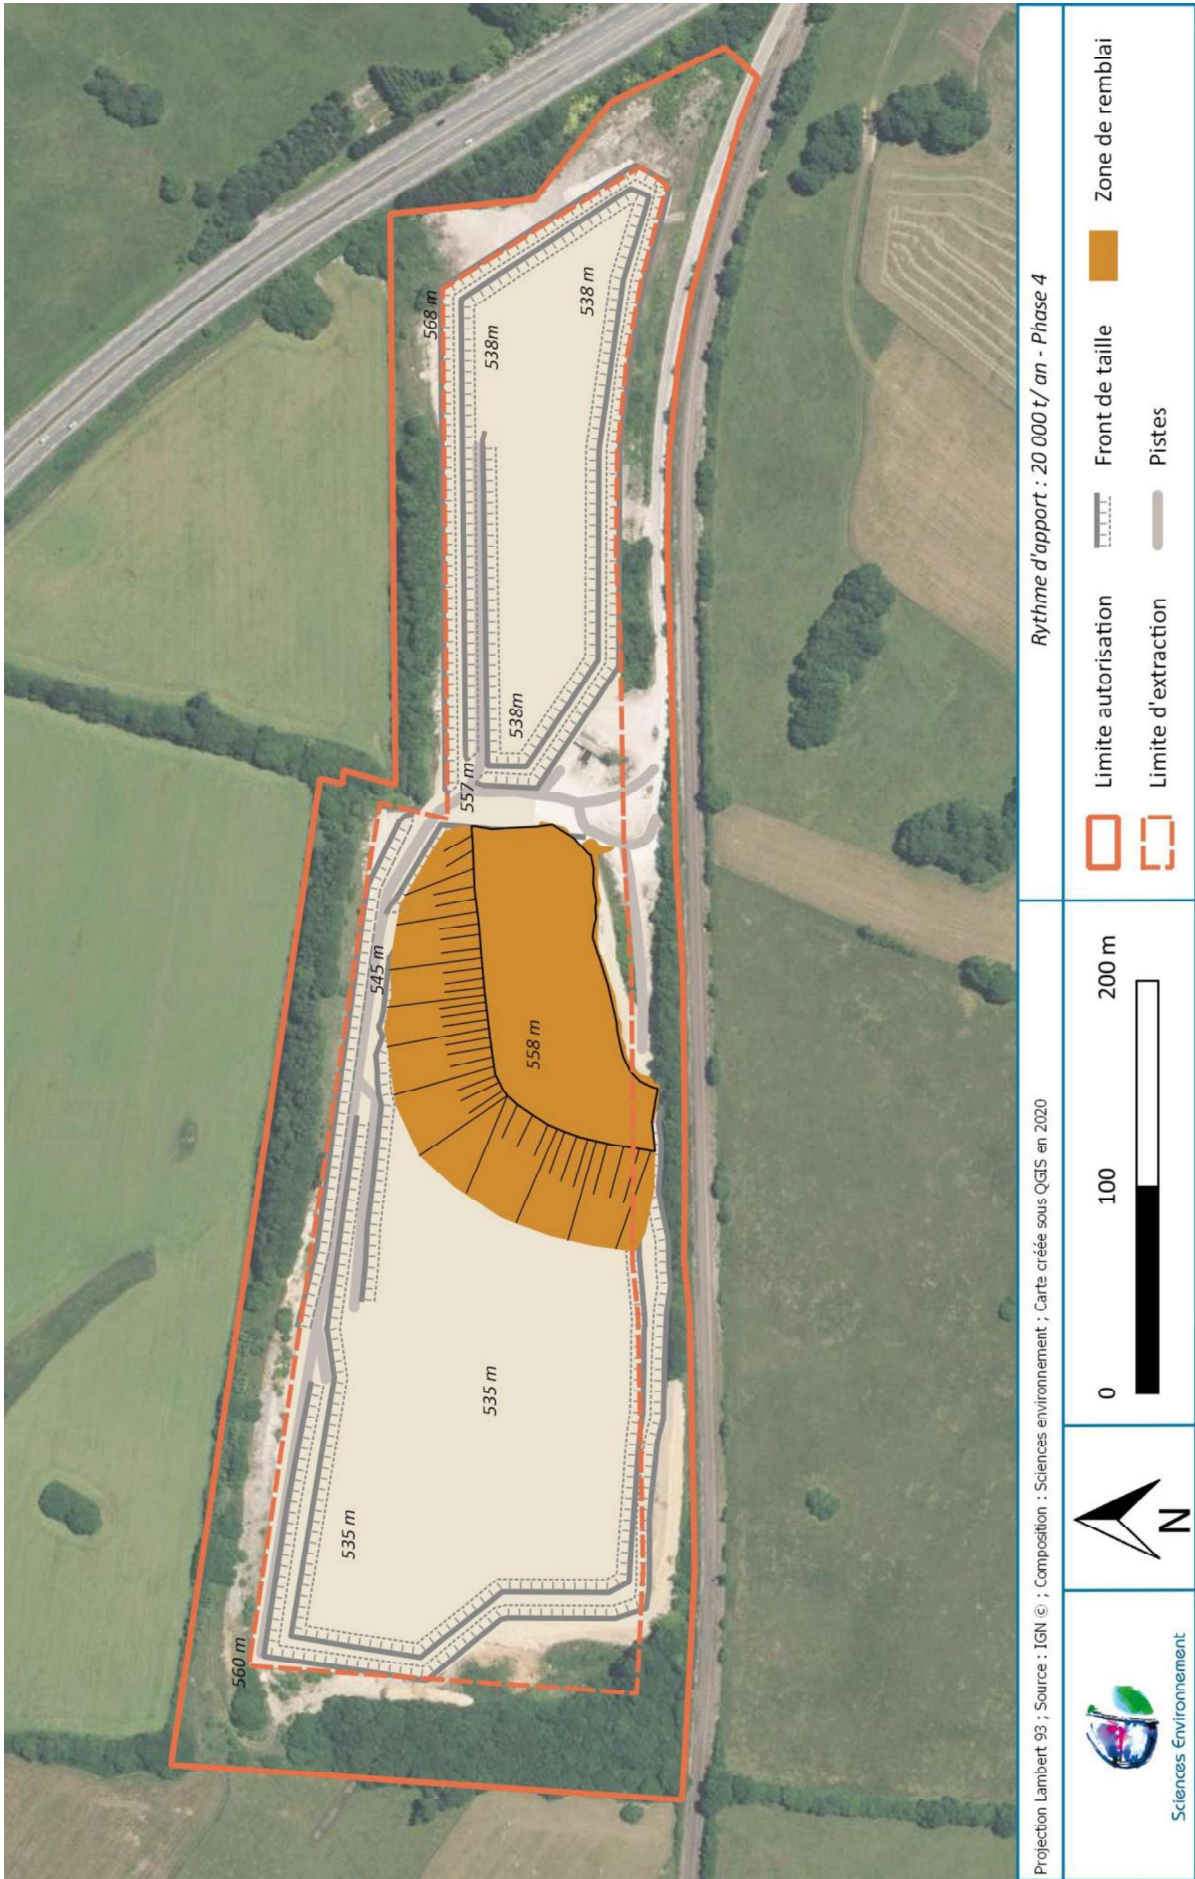 560 m
535 m
535 m
545 m
558 m
557 m
568 m
538m
538m
538 m
Projection Lambert 93 ; Source : IGN © ; Composition : Sciences environnement ; Carte créée sous QGIS en 2020
Rythme d'apport : 20 000 t/ an - Phase 4
Sciences Environnement
N
0 100 200 m
Limite autorisation
Limite d'extraction
Front de taille
Pistes
Zone de remblai